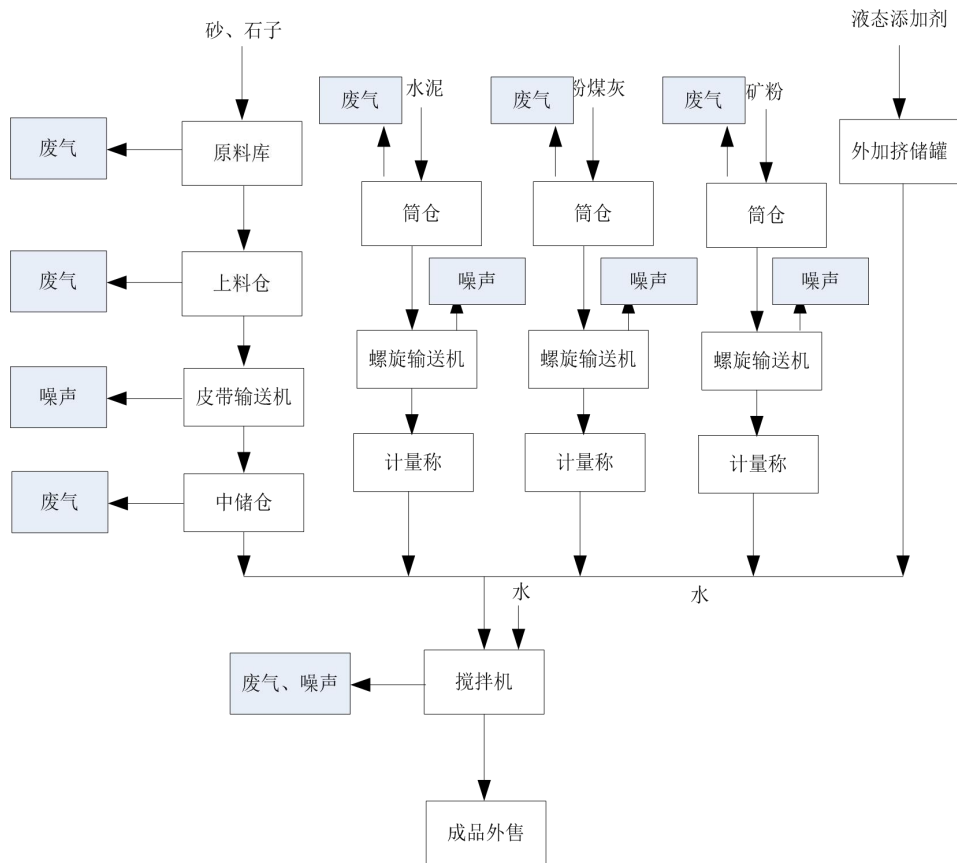 砂、石子
液态添加剂
废气
水泥
废气
粉煤灰
废气
矿粉
废气
原料库
外加挤储罐
筒仓
筒仓
筒仓
废气
上料仓
噪声
噪声
噪声
螺旋输送机
螺旋输送机
螺旋输送机
噪声
皮带输送机
计量称
计量称
计量称
废气
中储仓
水
水
废气、噪声
搅拌机
成品外售